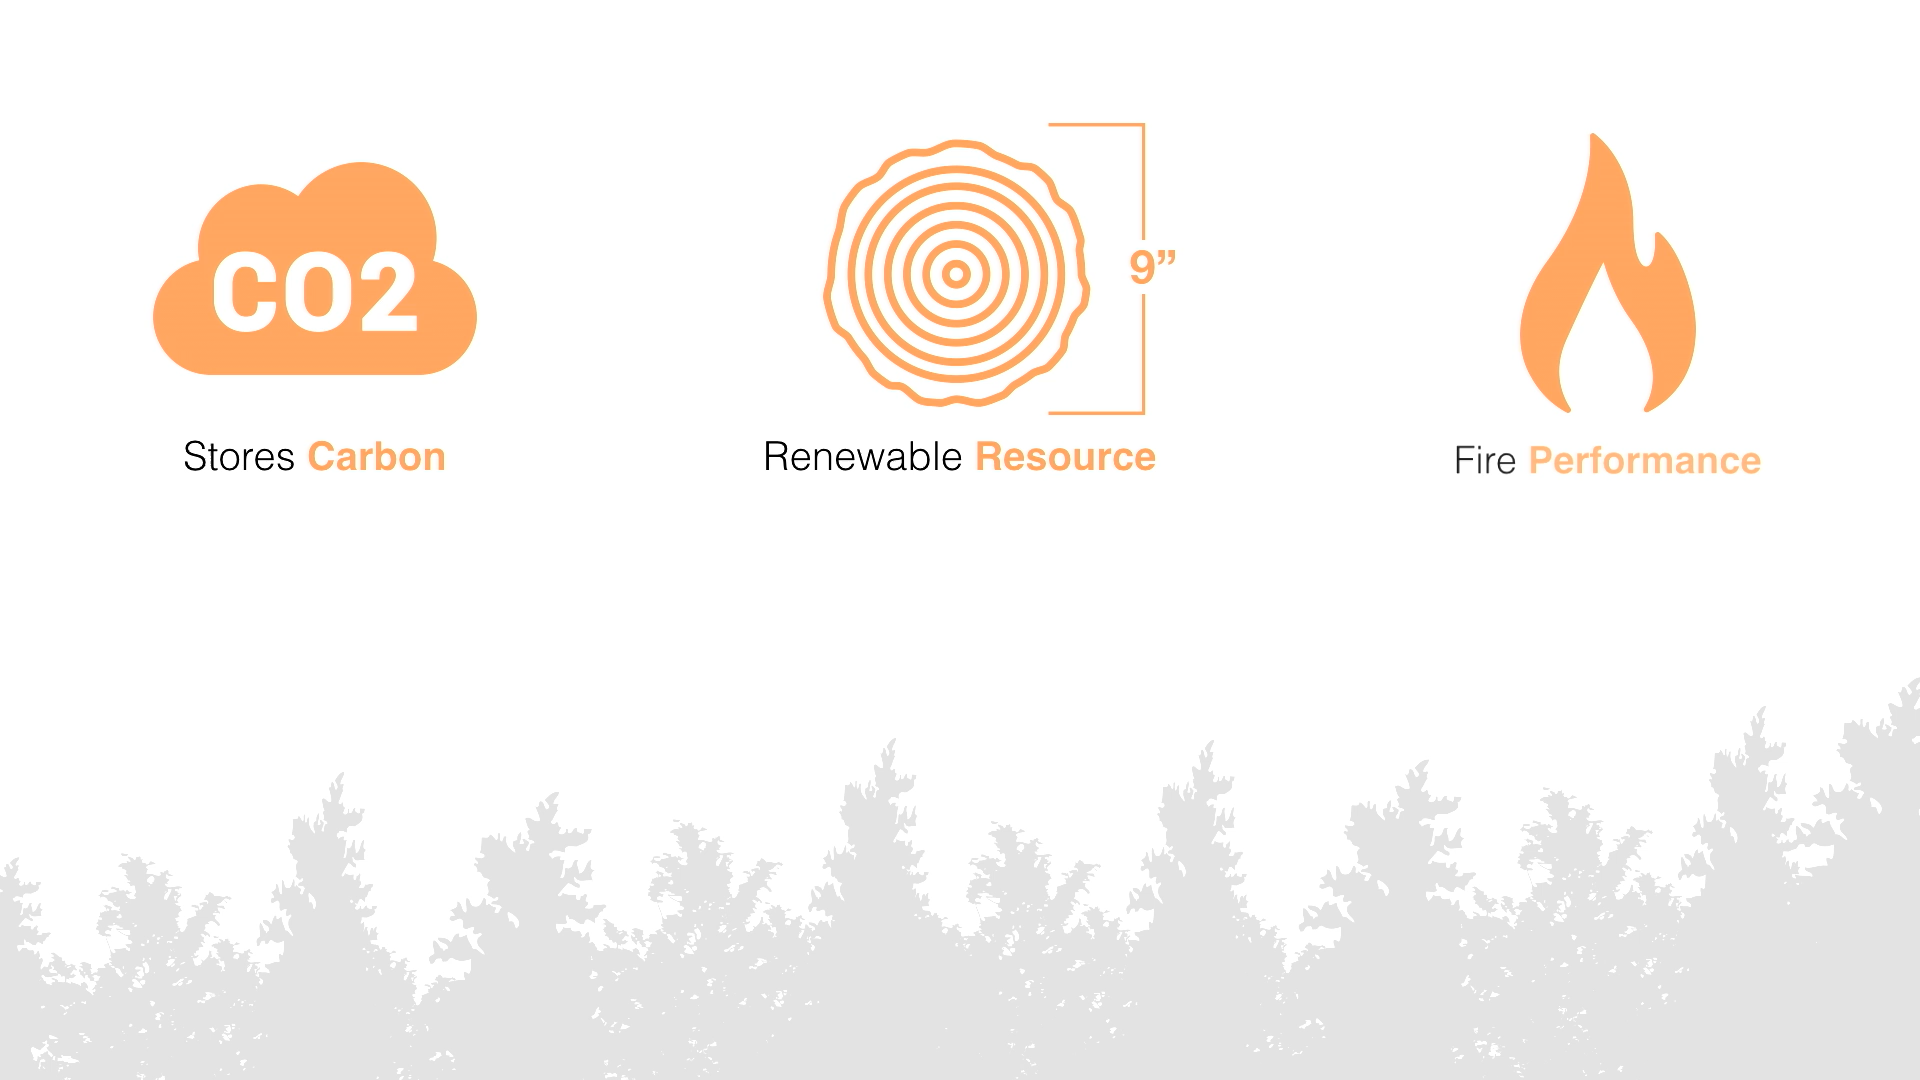 CO2
9”
Stores Carbon
Renewable Resource
Fire Performance